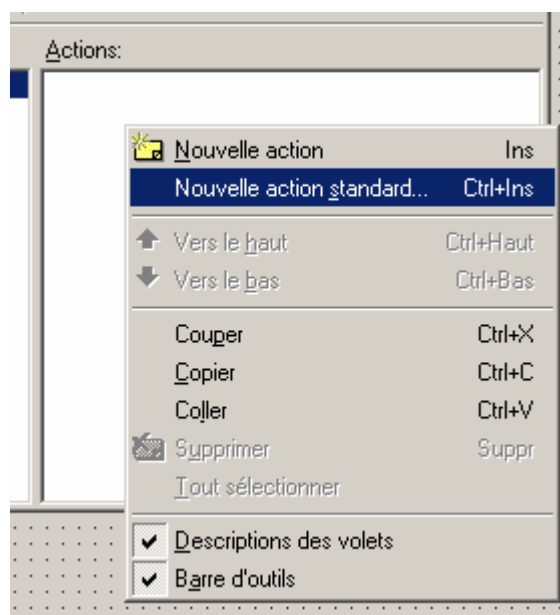 Actions:
Nouvelle action Ins
Nouvelle action standard... Ctrl+Ins
Vers le haut Ctrl+Haut
Vers le bas Ctrl+Bas
Couper Ctrl+X
Copier Ctrl+C
Coller Ctrl+V
Supprimer Suppr
Tout sélectionner
Descriptions des volets
Barre d'outils